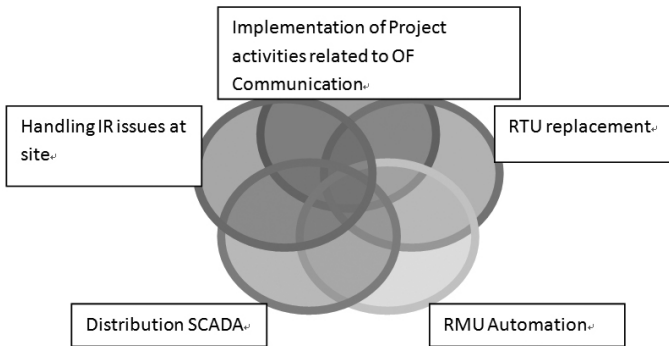 Implementation of Project
activities related to OF
Communication
Handling IR issues at
site
RTU replacement
Distribution SCADA
RMU Automation